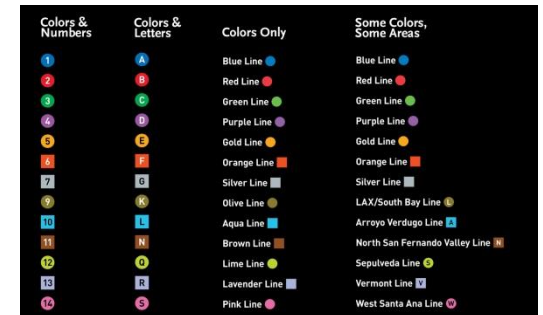 Colors & Numbers Colors & Letters Colors Only Some Colors, Some Areas
1 A Blue Line Blue Line
2 B Red Line Red Line
3 C Green Line Green Line
4 D Purple Line Purple Line
5 E Gold Line Gold Line
6 F Orange Line Orange Line
7 G Silver Line Silver Line
9 K Olive Line LAX/South Bay Line L
10 L Aqua Line Arroyo Verdugo Line A
11 N Brown Line North San Fernando Valley Line N
12 Q Lime Line Sepulveda Line S
13 R Lavender Line Vermont Line V
14 S Pink Line West Santa Ana Line W